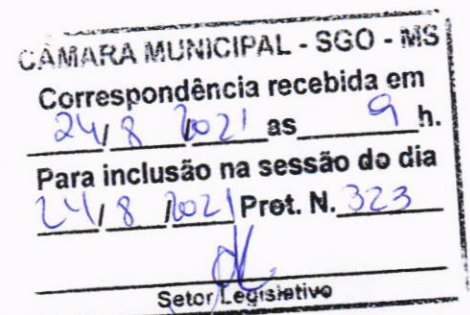 CÂMARA MUNICIPAL - SGO - MS
Correspondência recebida em
24/ 8 /2021 as 9 h.
Para inclusão na sessão do dia
24/ 8 /2021 Prot. N. 323
Setor Legislativo